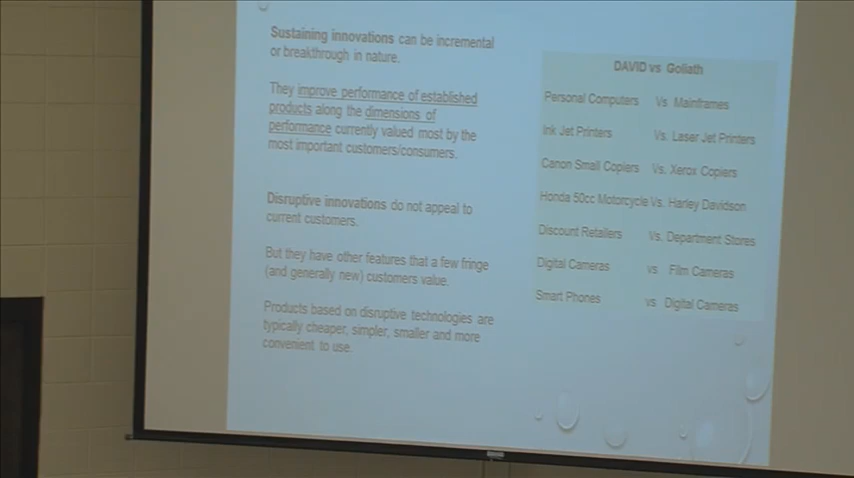 Sustaining innovations can be incremental
or breakthrough in nature.
They improve performance of established
products along the dimensions of
performance currently valued most by the
most important customers/consumers.
Disruptive innovations do not appeal to
current customers.
But they have other features that a few fringe
(and generally new) customers value.
Products based on disruptive technologies are
typically cheaper, simpler, smaller and more
convenient to use.
DAVID vs Goliath
Personal Computers Vs Mainframes
Ink Jet Printers Vs. Laser Jet Printers
Canon Small Copiers Vs. Xerox Copiers
Honda 50cc Motorcycle Vs. Harley Davidson
Discount Retailers Vs. Department Stores
Digital Cameras vs Film Cameras
Smart Phones vs Digital Cameras